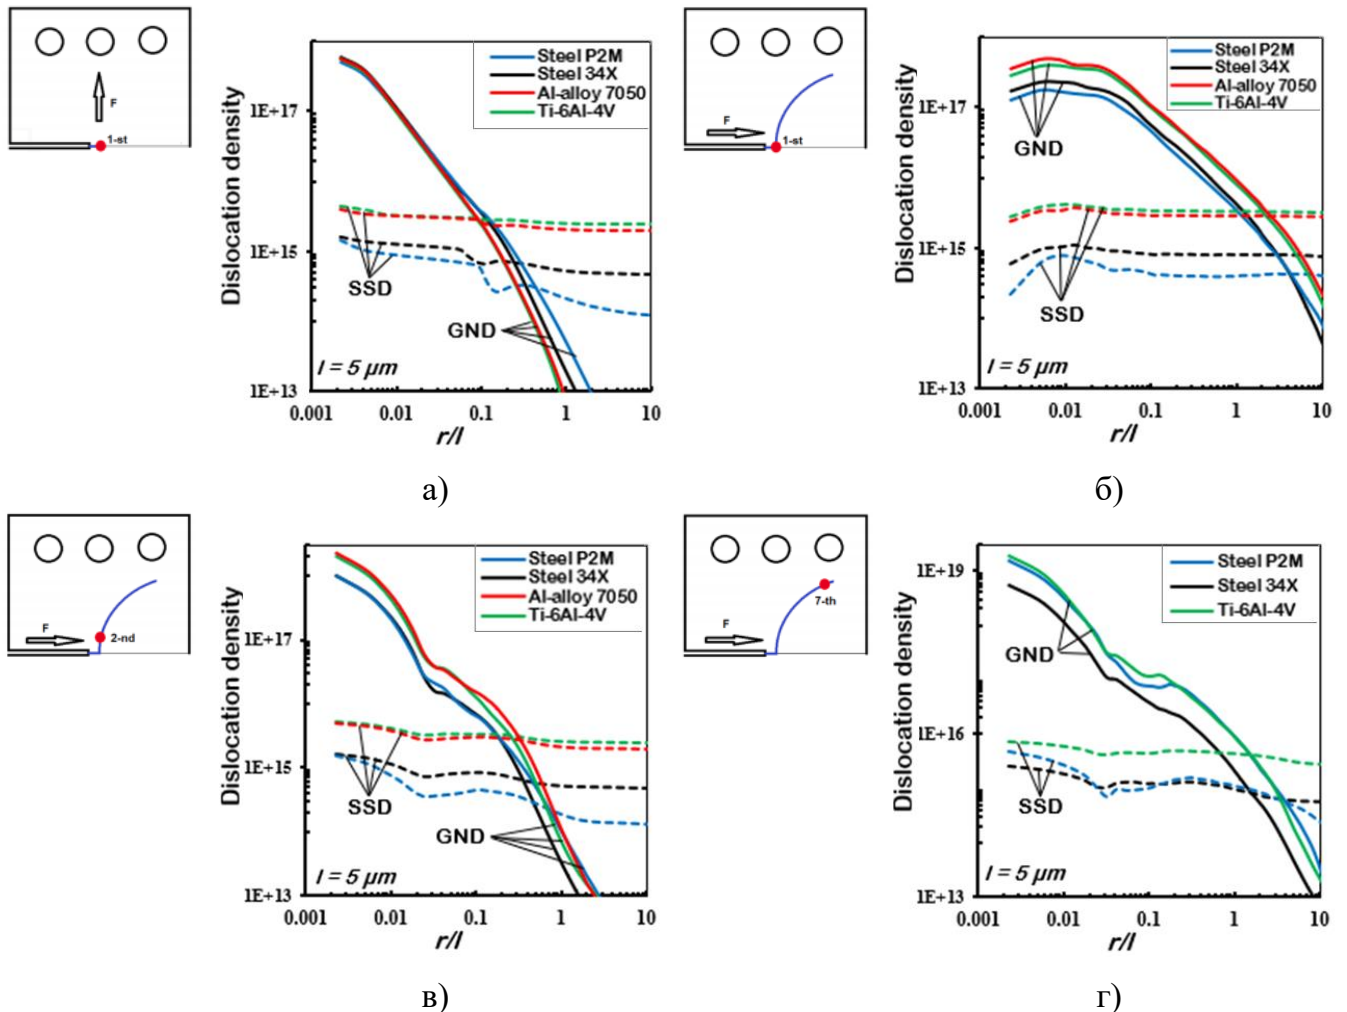 F
1-st
Steel P2M
Steel 34X
Al-alloy 7050
Ti-6Al-4V
Dislocation density
1E+17
1E+15
1E+13
SSD
GND
l = 5 μm
0.001 0.01 0.1 1 10
r/l
а)
F
1-st
Steel P2M
Steel 34X
Al-alloy 7050
Ti-6Al-4V
Dislocation density
1E+17
1E+15
1E+13
GND
SSD
l = 5 μm
0.001 0.01 0.1 1 10
r/l
б)
F
2-nd
Steel P2M
Steel 34X
Al-alloy 7050
Ti-6Al-4V
Dislocation density
1E+17
1E+15
1E+13
SSD
GND
l = 5 μm
0.001 0.01 0.1 1 10
r/l
в)
F
7-th
Steel P2M
Steel 34X
Ti-6Al-4V
Dislocation density
1E+19
1E+16
1E+13
GND
SSD
l = 5 μm
0.001 0.01 0.1 1 10
r/l
г)